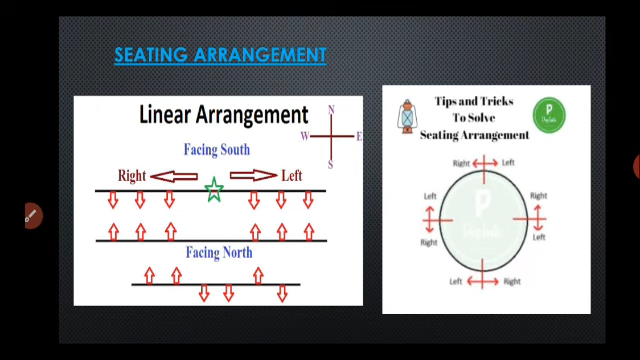 SEATING ARRANGEMENT
Linear Arrangement
N
W E
S
Facing South
Right Left
Facing North
Tips and Tricks
To Solve
Seating Arrangement
P
Right Left
Left Right
P
Right Left
Left Right